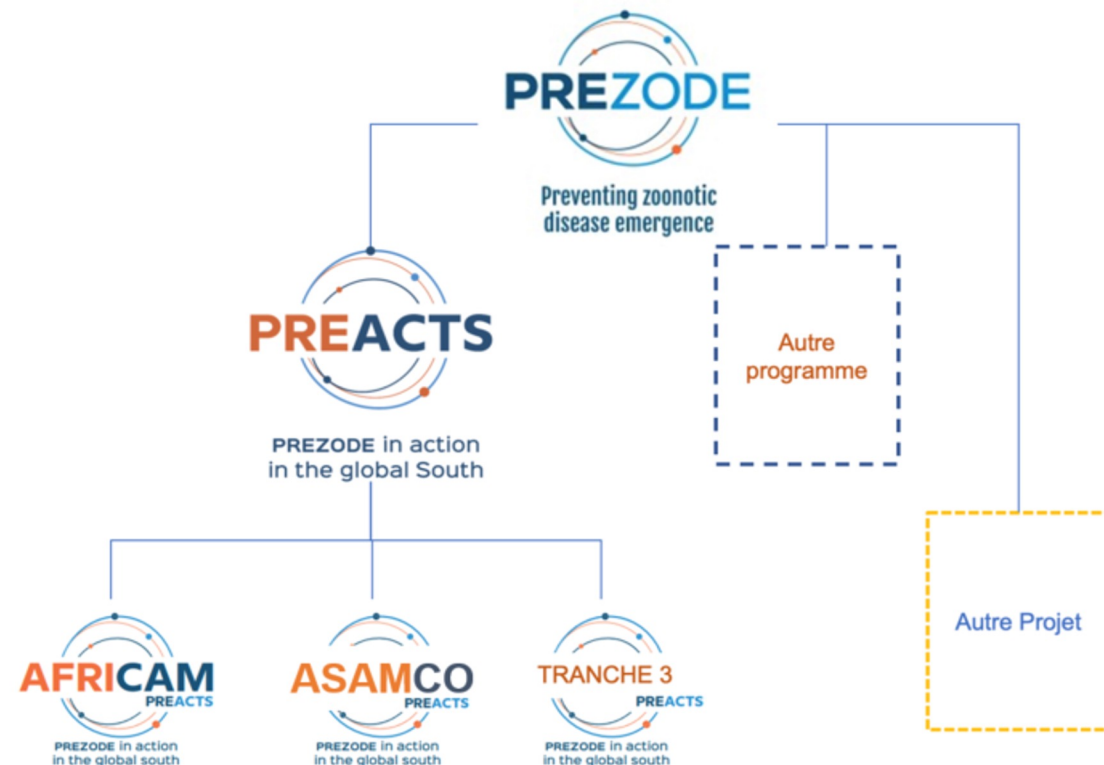 PREZODE
Preventing zoonotic
disease emergence
PREACTS
PREZODE in action
in the global South
Autre
programme
Autre Projet
AFRICAM
PREACTS
PREZODE in action
in the global south
ASAMCO
PREACTS
PREZODE in action
in the global south
TRANCHE 3
PREACTS
PREZODE in action
in the global south